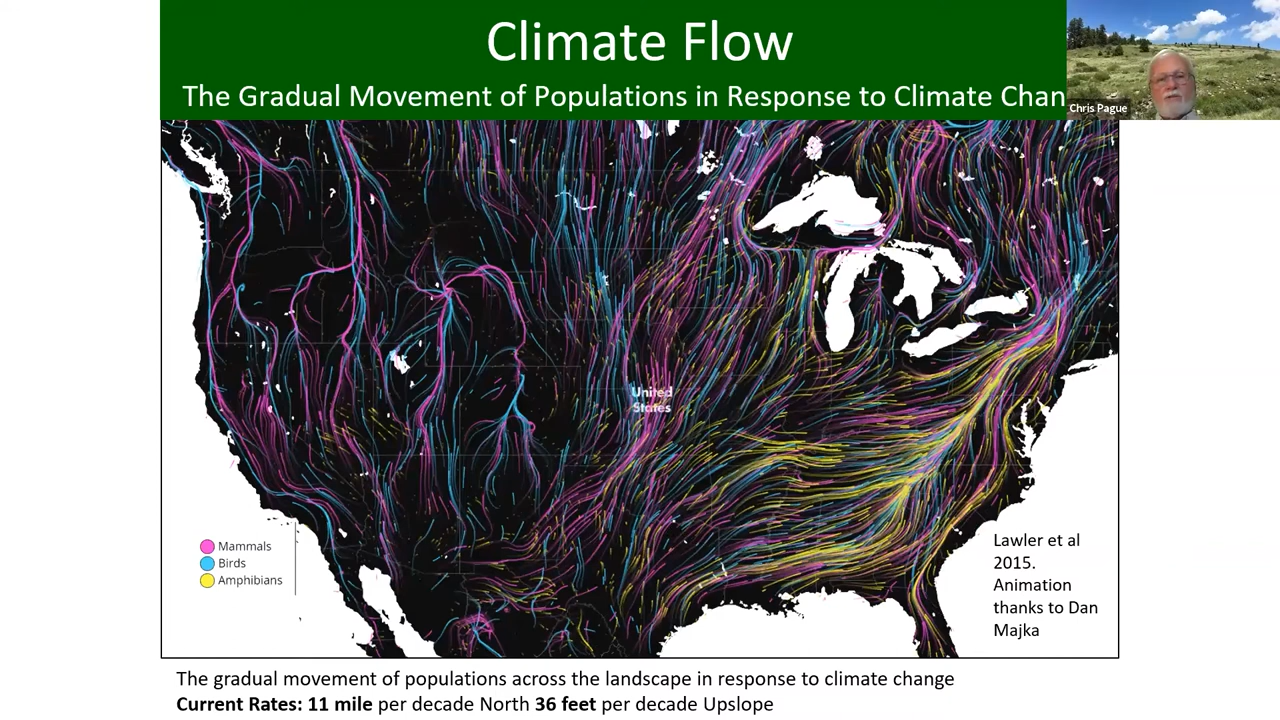 Climate Flow
The Gradual Movement of Populations in Response to Climate Chan
Chris Pague
United
States
Mammals
Birds
Amphibians
Lawler et al
2015.
Animation
thanks to Dan
Majka
The gradual movement of populations across the landscape in response to climate change
Current Rates: 11 mile per decade North 36 feet per decade Upslope